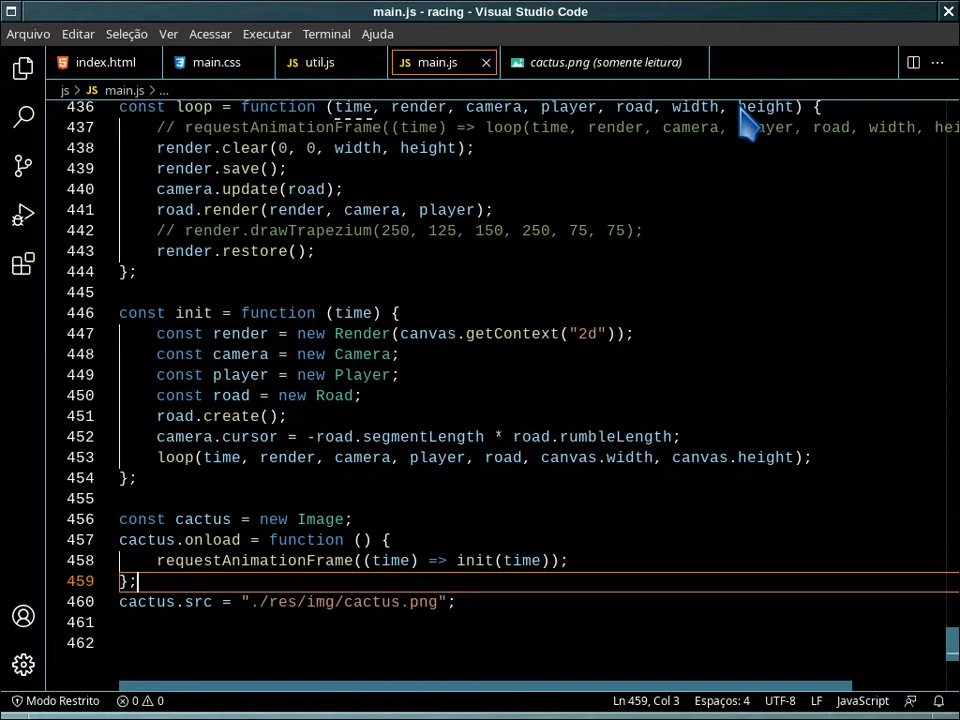 main.js - racing - Visual Studio Code
Arquivo Editar Seleção Ver Acessar Executar Terminal Ajuda
index.html main.css JS util.js JS main.js cactus.png (somente leitura)
js > JS main.js > ...
436 const loop = function (time, render, camera, player, road, width, height) {
437 // requestAnimationFrame((time) => loop(time, render, camera, player, road, width, hei
438 render.clear(0, 0, width, height);
439 render.save();
440 camera.update(road);
441 road.render(render, camera, player);
442 // render.drawTrapezium(250, 125, 150, 250, 75, 75);
443 render.restore();
444 };
445
446 const init = function (time) {
447 const render = new Render(canvas.getContext("2d"));
448 const camera = new Camera;
449 const player = new Player;
450 const road = new Road;
451 road.create();
452 camera.cursor = -road.segmentLength * road.rumbleLength;
453 loop(time, render, camera, player, road, canvas.width, canvas.height);
454 };
455
456 const cactus = new Image;
457 cactus.onload = function () {
458 requestAnimationFrame((time) => init(time));
459 };
460 cactus.src = "./res/img/cactus.png";
461
462
Modo Restrito 0 0 Ln 459, Col 3 Espaços: 4 UTF-8 LF JavaScript